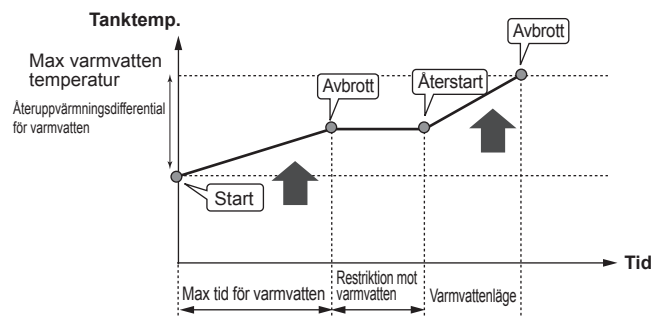 Tanktemp.
Max varmvatten
temperatur
Återuppvärmningsdifferential
för varmvatten
Avbrott
Avbrott
Återstart
Start
Tid
Max tid för varmvatten
Restriktion mot
varmvatten
Varmvattenläge